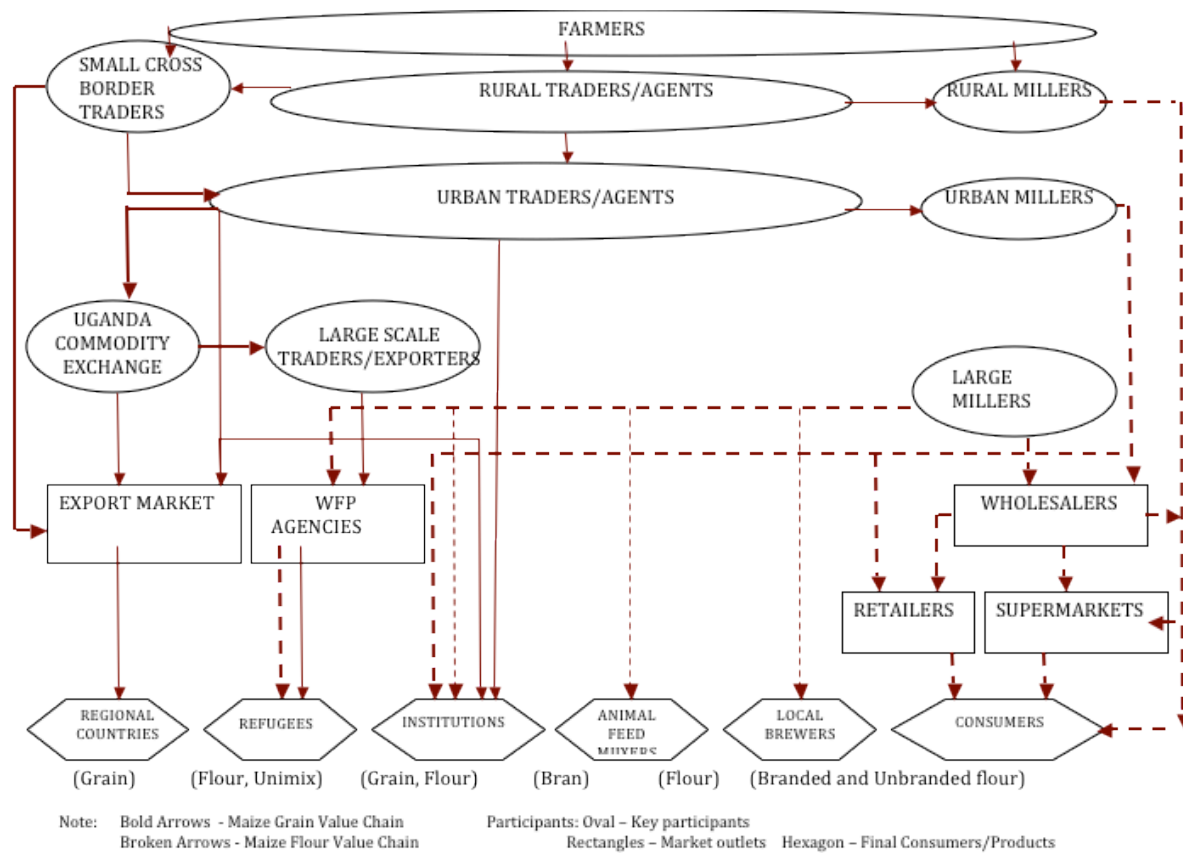 FARMERS
SMALL CROSS
BORDER
TRADERS
RURAL TRADERS/AGENTS
RURAL MILLERS
URBAN TRADERS/AGENTS
URBAN MILLERS
UGANDA
COMMODITY
EXCHANGE
LARGE SCALE
TRADERS/EXPORTERS
LARGE
MILLERS
EXPORT MARKET
WFP
AGENCIES
WHOLESALERS
RETAILERS
SUPERMARKETS
REGIONAL
COUNTRIES
REFUGEES
INSTITUTIONS
ANIMAL
FEED
LOCAL
BREWERS
CONSUMERS
(Grain) (Flour, Unimix) (Grain, Flour) (Bran) (Flour) (Branded and Unbranded flour)
Note: Bold Arrows - Maize Grain Value Chain Participants: Oval – Key participants
Broken Arrows - Maize Flour Value Chain Rectangles – Market outlets Hexagon – Final Consumers/Products